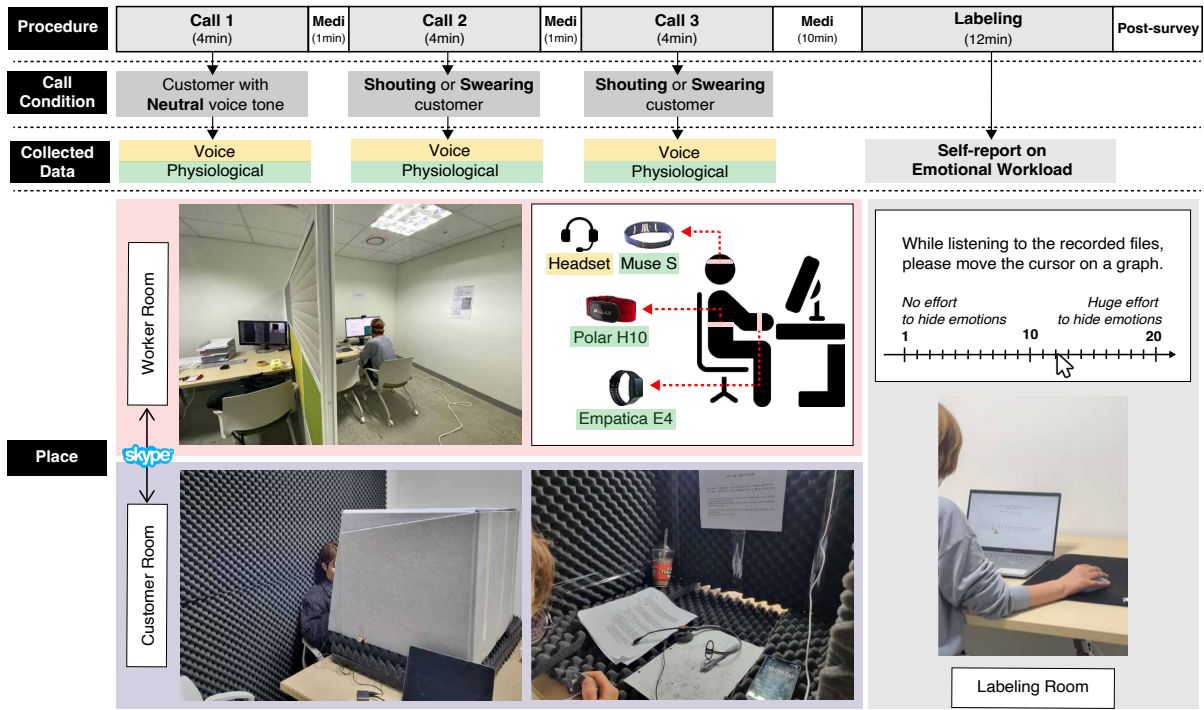 Procedure
Call 1
(4min)
Medi
(1min)
Call 2
(4min)
Medi
(1min)
Call 3
(4min)
Medi
(10min)
Labeling
(12min)
Post-survey
Call
Condition
Customer with
Neutral voice tone
Shouting or Swearing
customer
Shouting or Swearing
customer
Collected
Data
Voice
Physiological
Voice
Physiological
Voice
Physiological
Self-report on
Emotional Workload
Place
Worker Room
skype
Customer Room
Headset
Muse S
Polar H10
POLAR
Empatica E4
While listening to the recorded files,
please move the cursor on a graph.
No effort
to hide emotions
Huge effort
to hide emotions
1
10
20
Labeling Room